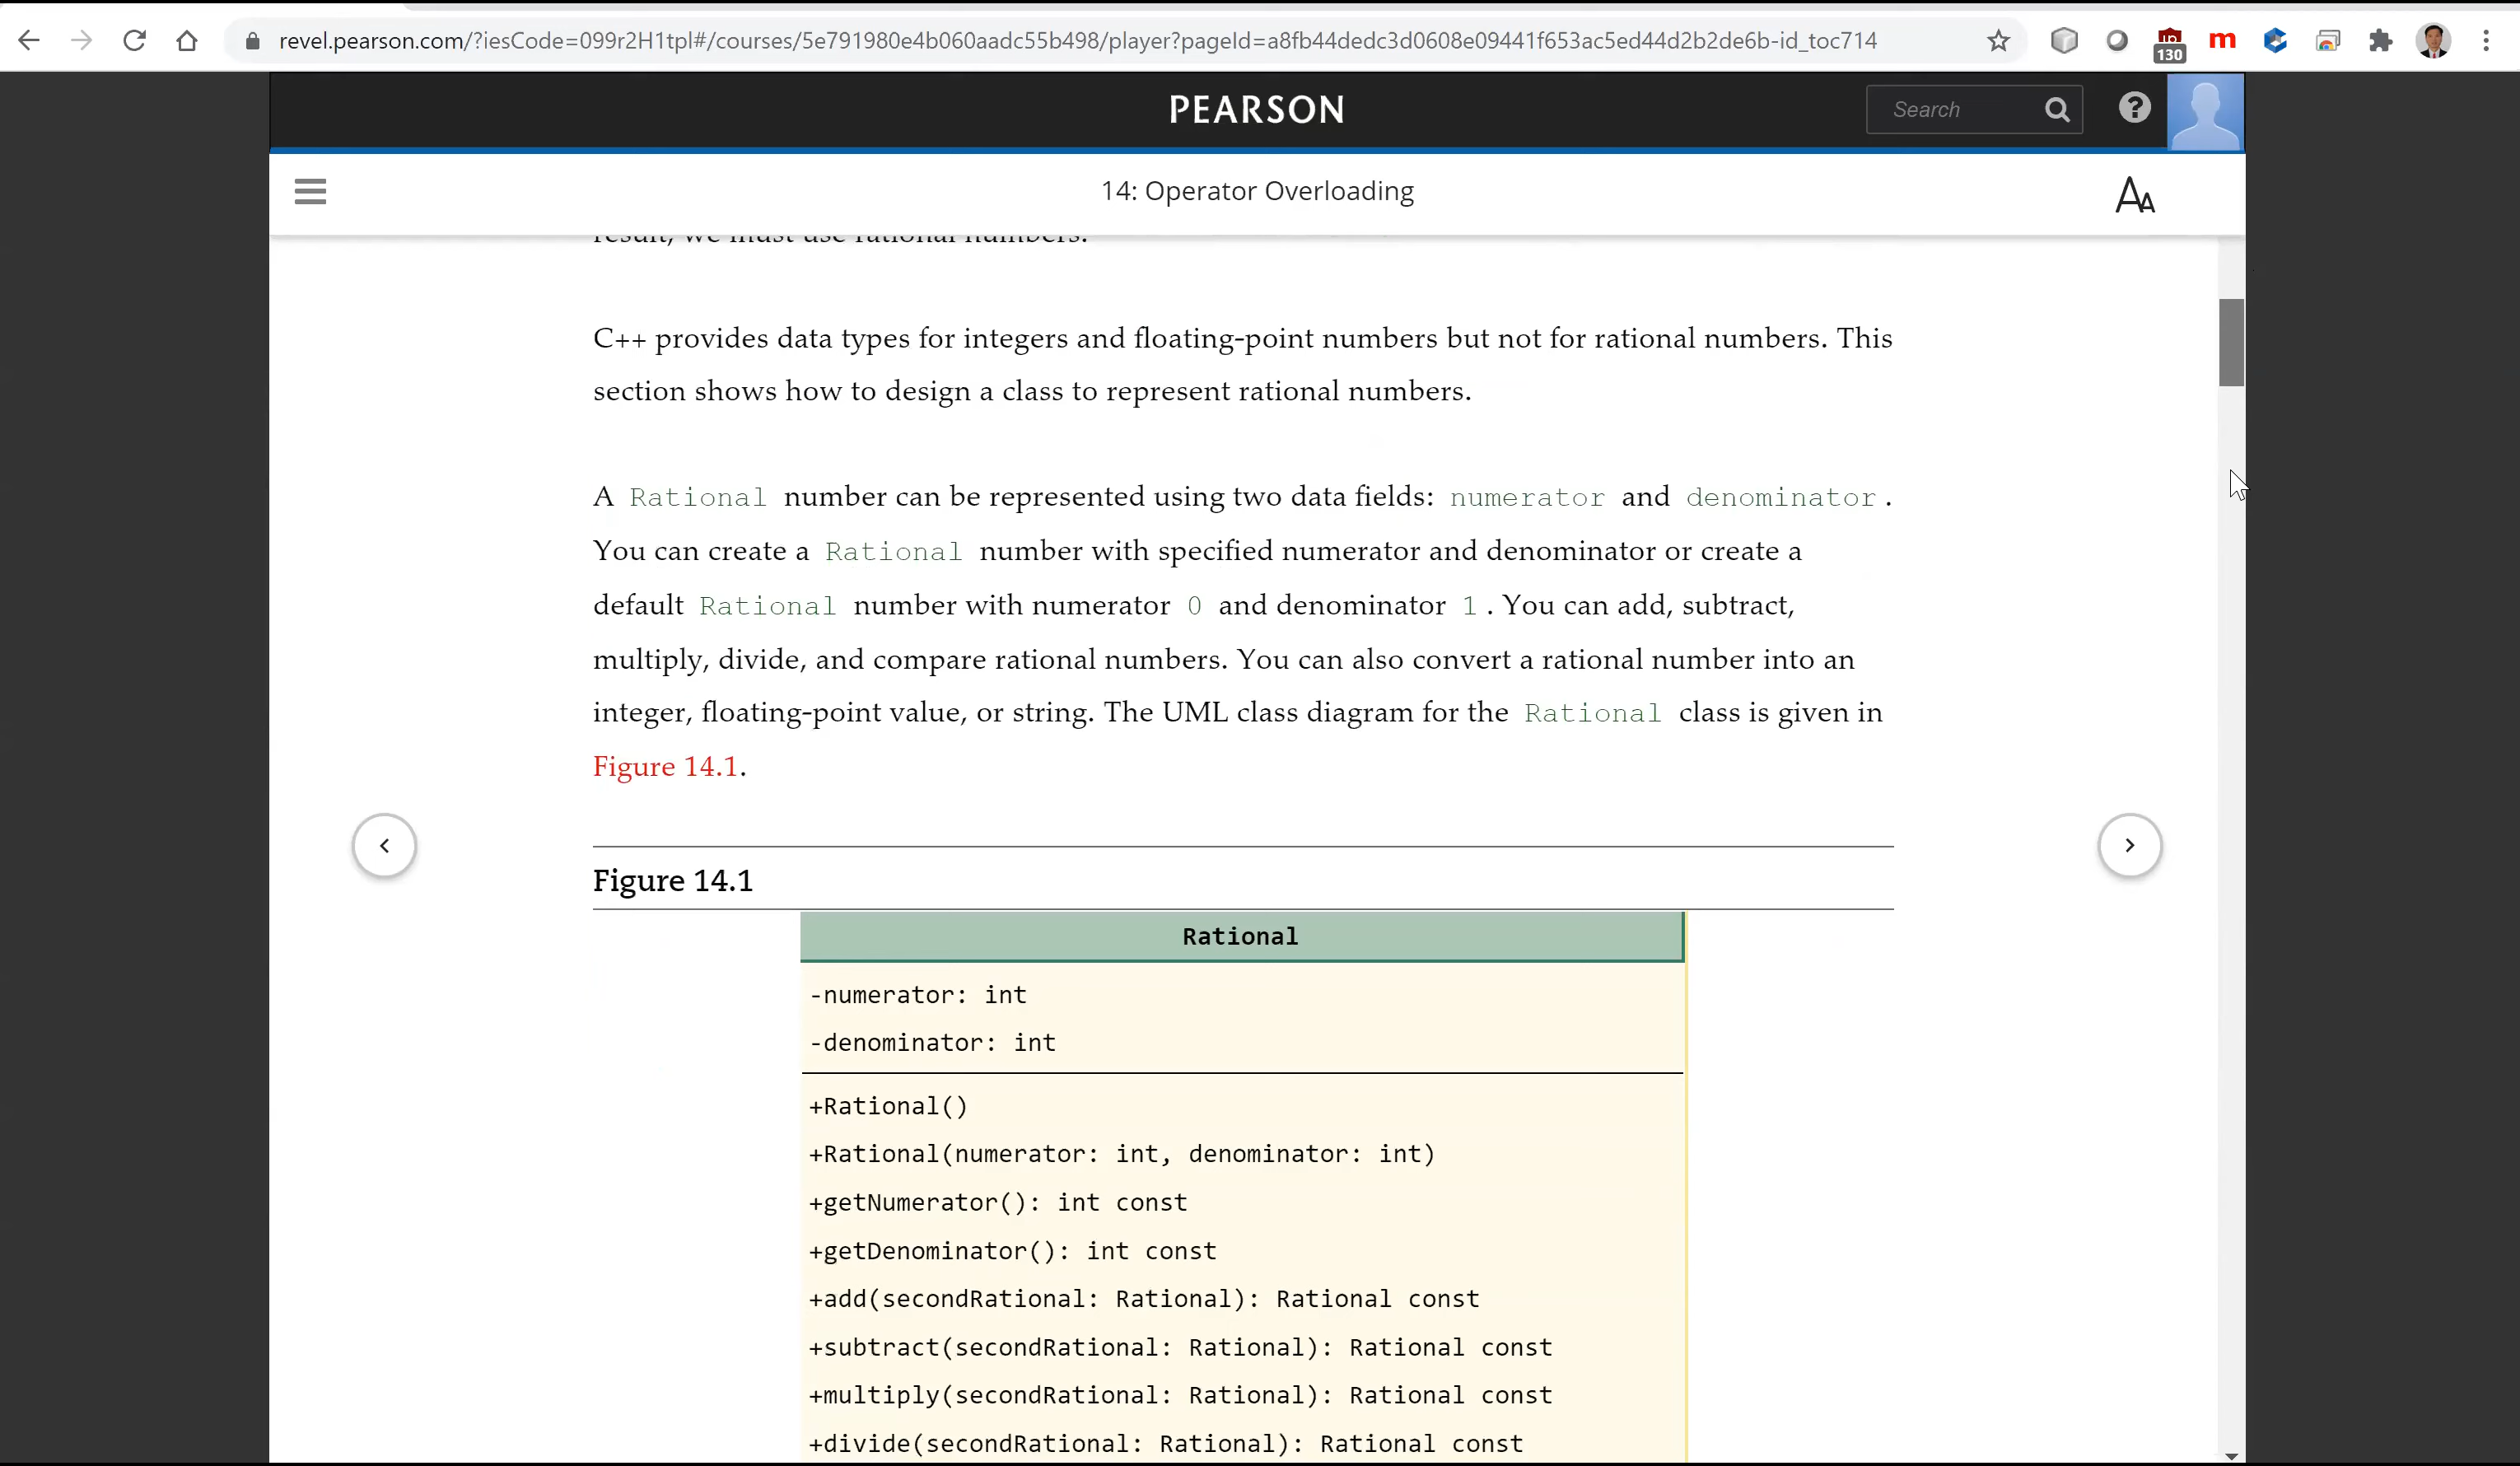 revel.pearson.com/?iesCode=099r2H1tpl#/courses/5e791980e4b060aadc55b498/player?pageId=a8fb44dedc3d0608e09441f653ac5ed44d2b2de6b-id_toc714
130
m
PEARSON
Search
?
14: Operator Overloading
AA
result, we must use rational numbers.
C++ provides data types for integers and floating-point numbers but not for rational numbers. This
section shows how to design a class to represent rational numbers.
A Rational number can be represented using two data fields: numerator and denominator .
You can create a Rational number with specified numerator and denominator or create a
default Rational number with numerator 0 and denominator 1 . You can add, subtract,
multiply, divide, and compare rational numbers. You can also convert a rational number into an
integer, floating-point value, or string. The UML class diagram for the Rational class is given in
Figure 14.1.
Figure 14.1
Rational
-numerator: int
-denominator: int
+Rational()
+Rational(numerator: int, denominator: int)
+getNumerator(): int const
+getDenominator(): int const
+add(secondRational: Rational): Rational const
+subtract(secondRational: Rational): Rational const
+multiply(secondRational: Rational): Rational const
+divide(secondRational: Rational): Rational const